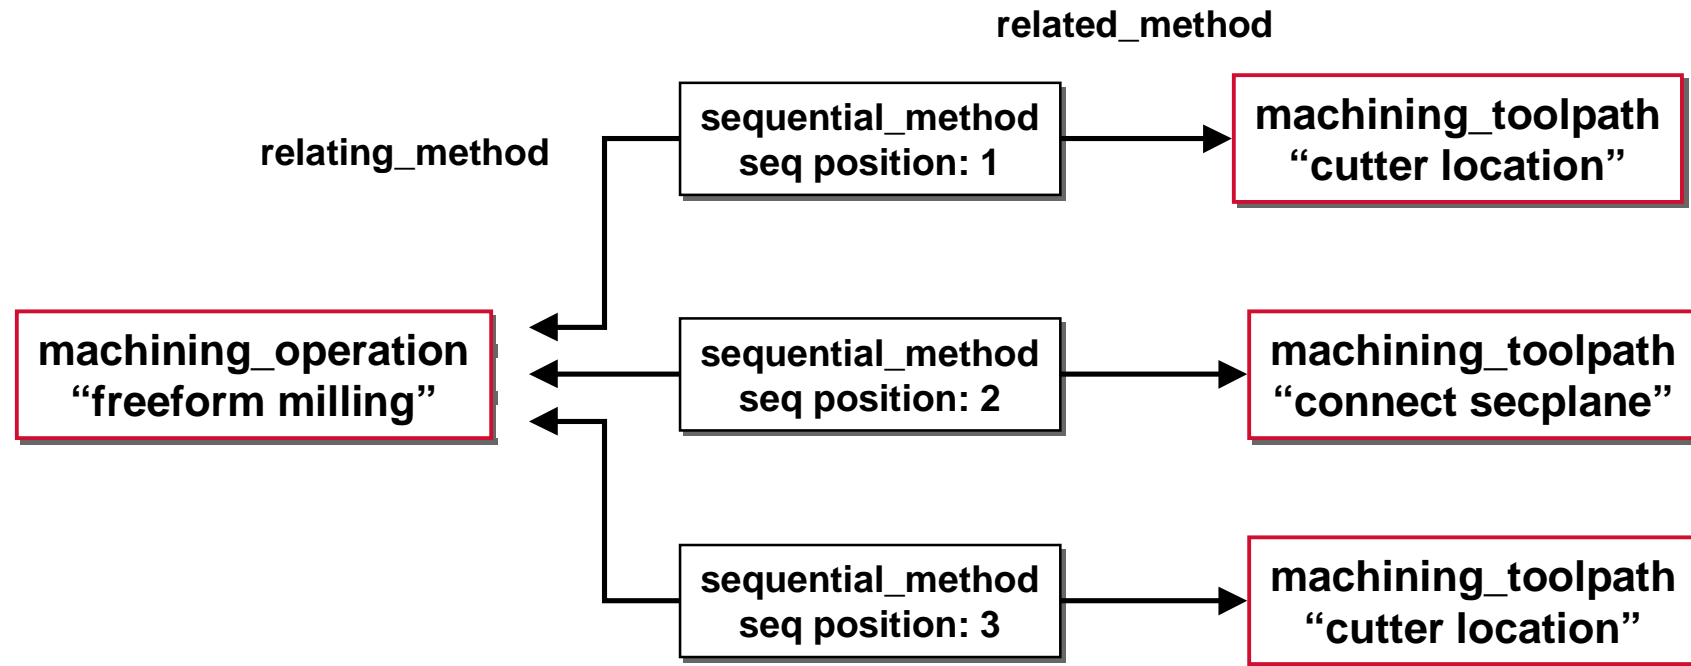 related_method
relating_method
sequential_method
seq position: 1
machining_toolpath
“cutter location”
machining_operation
“freeform milling”
sequential_method
seq position: 2
machining_toolpath
“connect secplane”
sequential_method
seq position: 3
machining_toolpath
“cutter location”